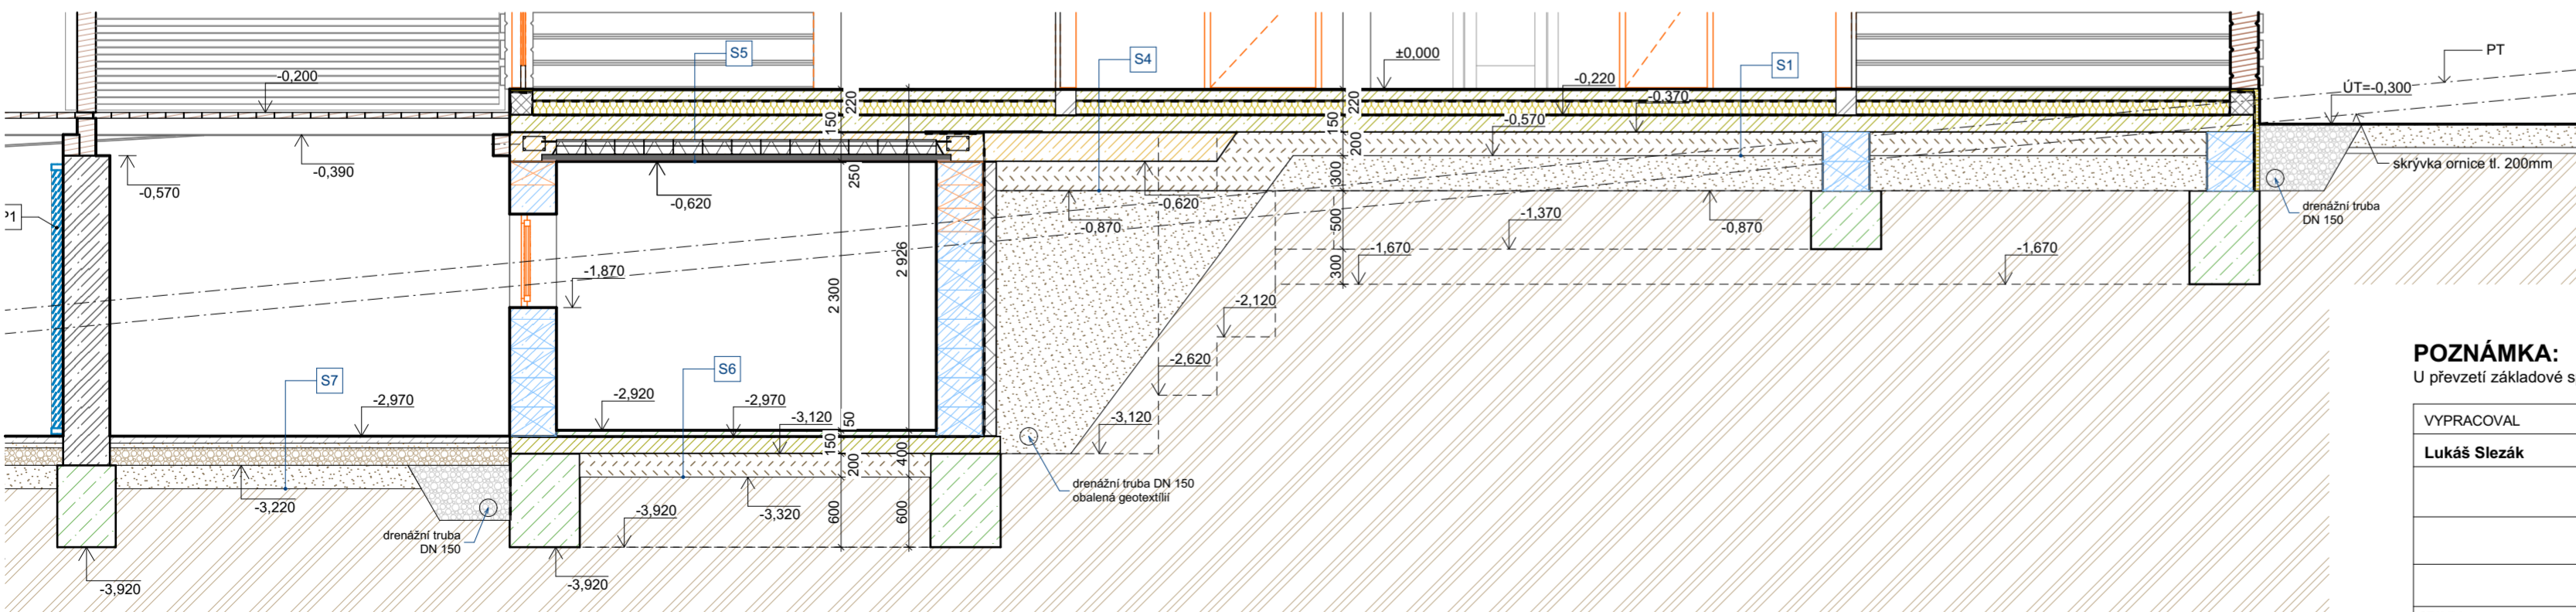 -0,200
S5
S4
±0,000
S1
PT
-0,220
-0,370
ÚT=-0,300
220
150
220
150
200
-0,570
-0,390
-0,570
250
-0,620
-0,620
300
skrývka ornice tl. 200mm
P1
-0,870
-1,370
-0,870
drenážní truba
DN 150
500
-1,670
-1,670
300
-1,870
2 926
2 300
-2,120
-2,620
POZNÁMKA:
U převzetí základové s
S7
S6
-2,970
-2,920
-2,970
-3,120
-3,120
50
150
400
200
VYPRACOVAL
Lukáš Slezák
drenážní truba DN 150
obalená geotextílií
-3,220
-3,920
-3,320
600
600
drenážní truba
DN 150
-3,920
-3,920